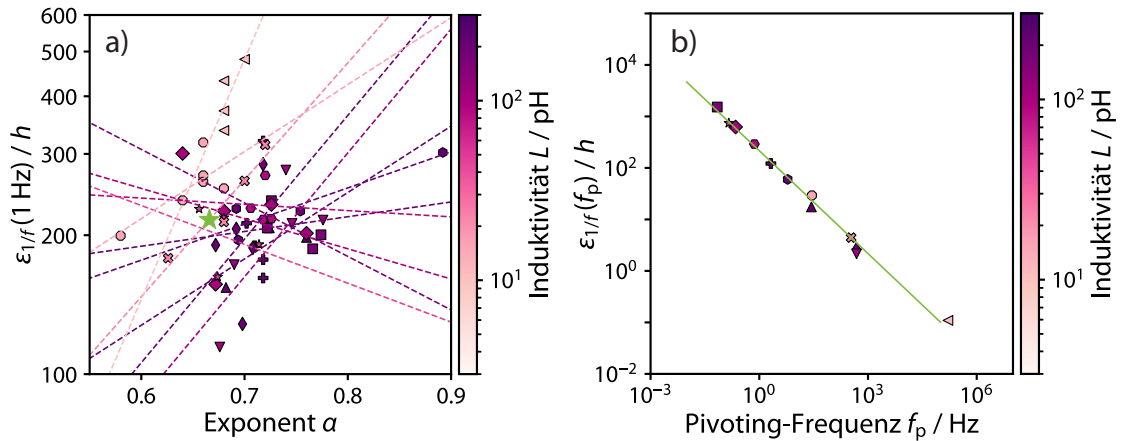 a)
600
500
400
300
200
100
ε1/f (1 Hz) / h
0.6
0.7
0.8
0.9
Exponent α
10²
10¹
Induktivität L / pH
b)
10⁴
10²
10⁰
10⁻²
ε1/f (fp) / h
10⁻³
10⁰
10³
10⁶
Pivoting-Frequenz fp / Hz
10²
10¹
Induktivität L / pH